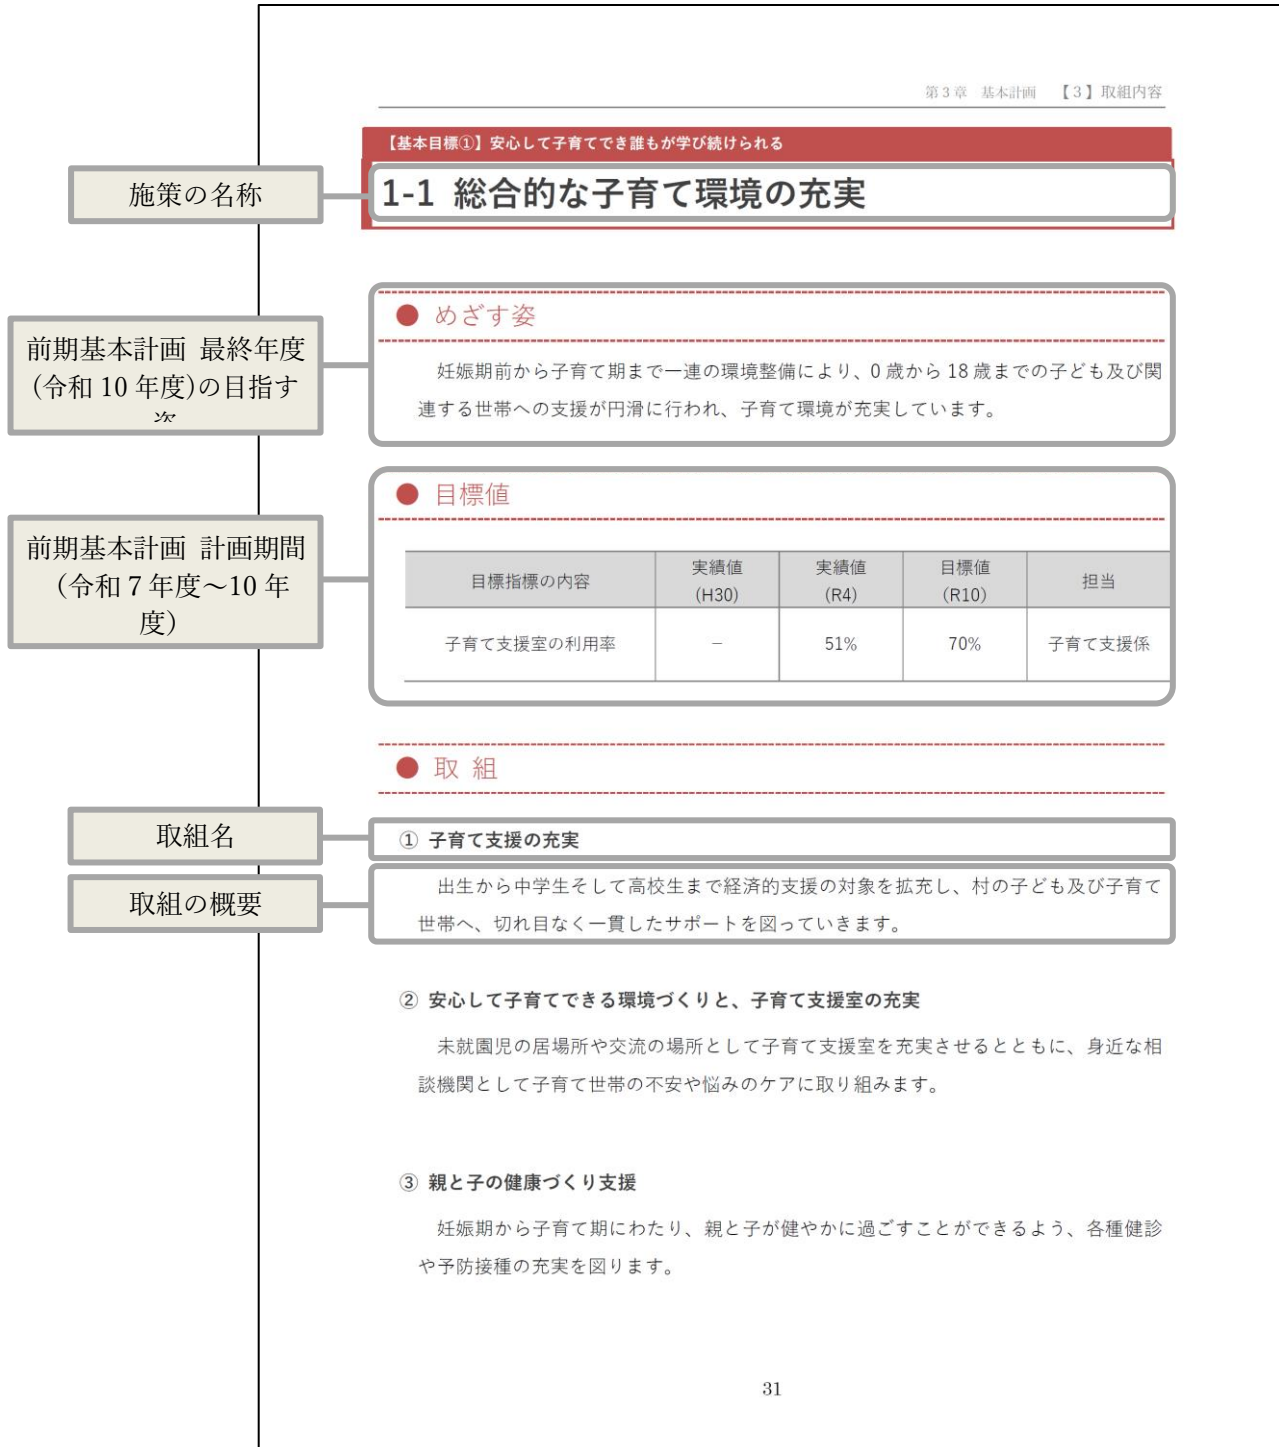 第3章 基本計画 【3】取組内容
【基本目標①】安心して子育てでき誰もが学び続けられる
施策の名称
1-1 総合的な子育て環境の充実
前期基本計画 最終年度
(令和 10 年度)の目指す
● めざす姿
妊娠期前から子育て期まで一連の環境整備により、0 歳から 18 歳までの子ども及び関
連する世帯への支援が円滑に行われ、子育て環境が充実しています。
前期基本計画 計画期間
(令和 7 年度～10 年
度)
● 目標値
目標指標の内容 実績値 (H30) 実績値 (R4) 目標値 (R10) 担当
子育て支援室の利用率 － 51% 70% 子育て支援係
● 取 組
取組名
① 子育て支援の充実
取組の概要
出生から中学生そして高校生まで経済的支援の対象を拡充し、村の子ども及び子育て
世帯へ、切れ目なく一貫したサポートを図っていきます。
② 安心して子育てできる環境づくりと、子育て支援室の充実
未就園児の居場所や交流の場所として子育て支援室を充実させるとともに、身近な相
談機関として子育て世帯の不安や悩みのケアに取り組みます。
③ 親と子の健康づくり支援
妊娠期から子育て期にわたり、親と子が健やかに過ごすことができるよう、各種健診
や予防接種の充実を図ります。
31